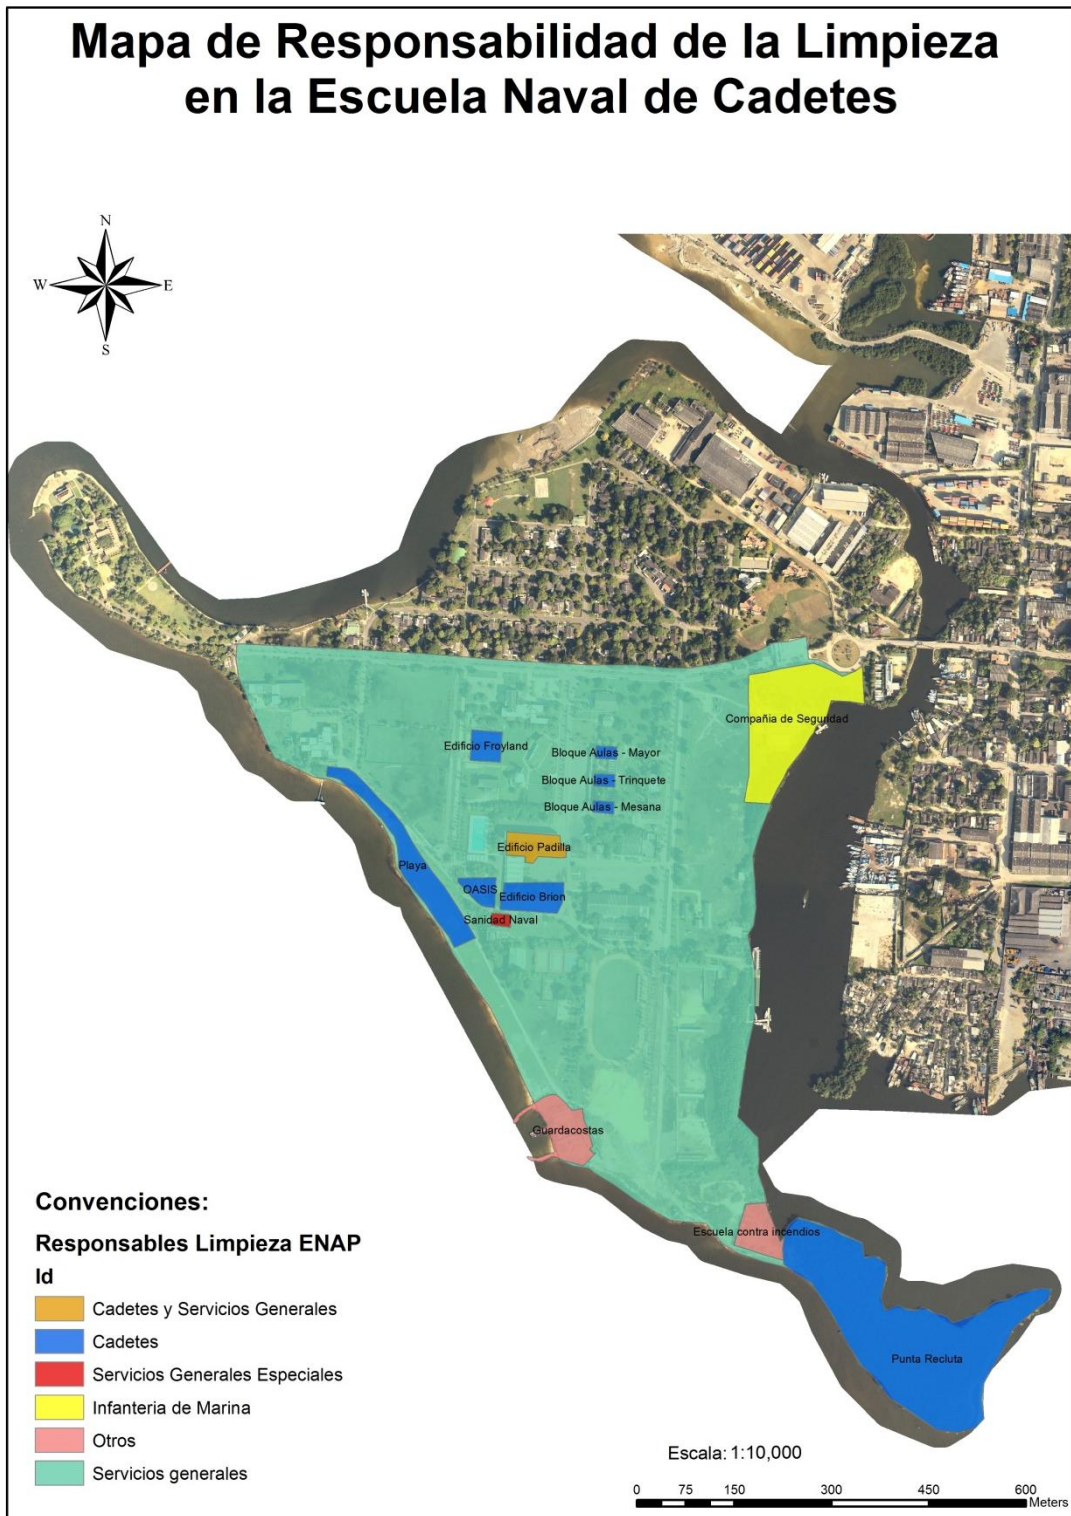 Mapa de Responsabilidad de la Limpieza
en la Escuela Naval de Cadetes
N
W
E
S
Compañia de Seguridad
Edificio Froyland
Bloque Aulas - Mayor
Bloque Aulas - Trinquete
Bloque Aulas - Mesana
Edificio Padilla
Playa
OASIS
Edificio Brion
Sanidad Naval
Guardacostas
Escuela contra incendios
Punta Recluta
Convenciones:
Responsables Limpieza ENAP
Id
Cadetes y Servicios Generales
Cadetes
Servicios Generales Especiales
Infanteria de Marina
Otros
Servicios generales
Escala: 1:10,000
0 75 150 300 450 600
Meters